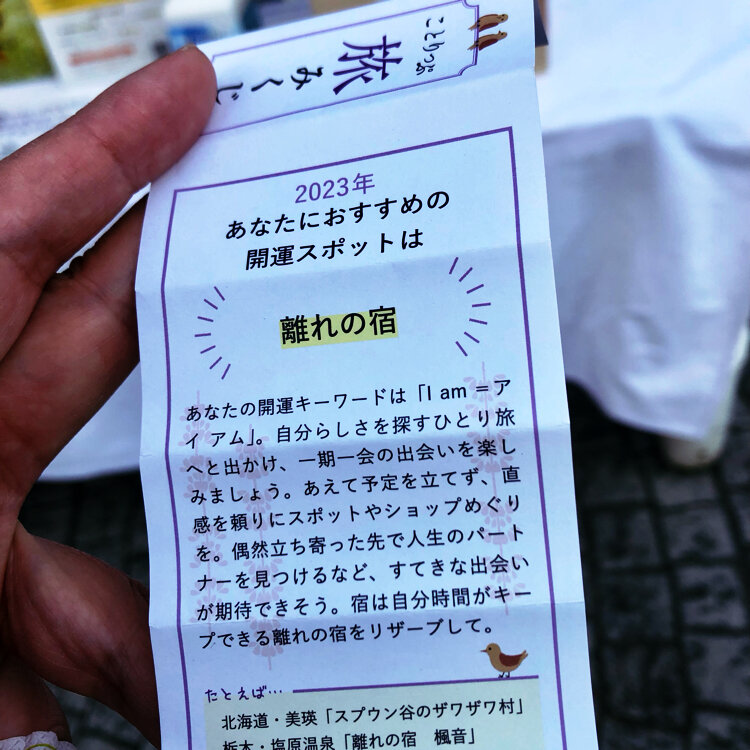 ことりっぷ
旅みくじ
2023年
あなたにおすすめの
開運スポットは
離れの宿
あなたの開運キーワードは「I am ＝ア
イ アム」。自分らしさを探すひとり旅
へと出かけ、一期一会の出会いを楽し
みましょう。あえて予定を立てず、直
感を頼りにスポットやショップめぐり
を。偶然立ち寄った先で人生のパート
ナーを見つけるなど、すてきな出会い
が期待できそう。宿は自分時間がキー
プできる離れの宿をリザーブして。
たとえば…
北海道・美瑛「スプウン谷のザワザワ村」
栃木・塩原温泉「離れの宿　楓音」